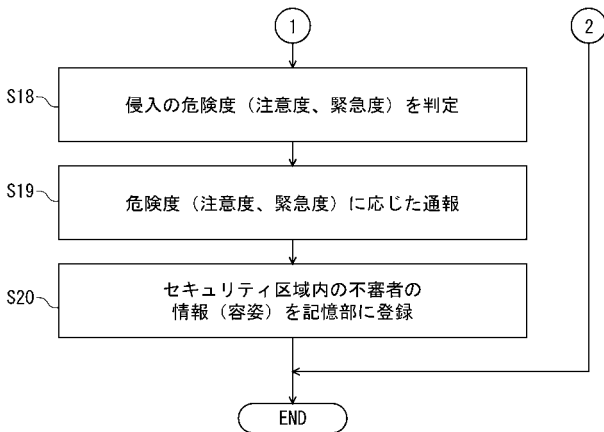 1
2
S18
侵入の危険度（注意度、緊急度）を判定
S19
危険度（注意度、緊急度）に応じた通報
S20
セキュリティ区域内の不審者の
情報（容姿）を記憶部に登録
END